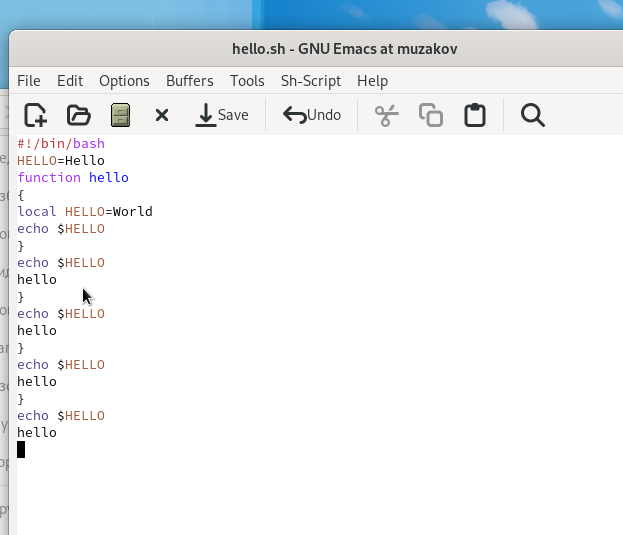 hello.sh - GNU Emacs at muzakov
File Edit Options Buffers Tools Sh-Script Help
Save Undo
#!/bin/bash
HELLO=Hello
function hello
{
local HELLO=World
echo $HELLO
}
echo $HELLO
hello
}
echo $HELLO
hello
}
echo $HELLO
hello
}
echo $HELLO
hello